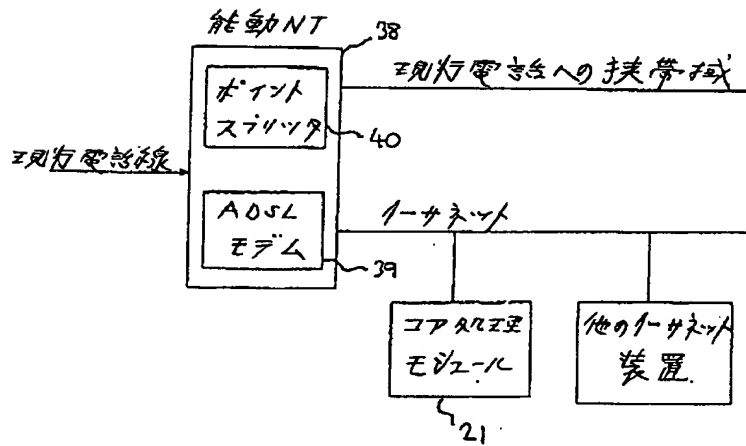 能動NT
38
現行電話への狭帯域
ポイント
スプリッタ
40
現行電話線
ADSL
モデム
39
イーサネット
コア処理
モジュール
21
他のイーサネット
装置